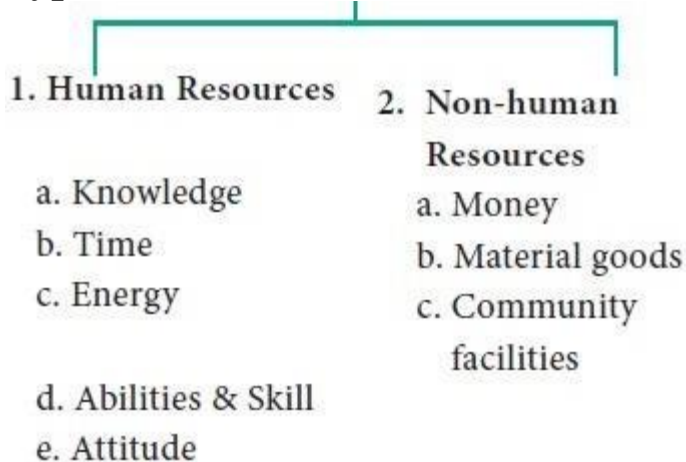 1. Human Resources
a. Knowledge
b. Time
c. Energy
d. Abilities & Skill
e. Attitude
2. Non-human
Resources
a. Money
b. Material goods
c. Community
facilities